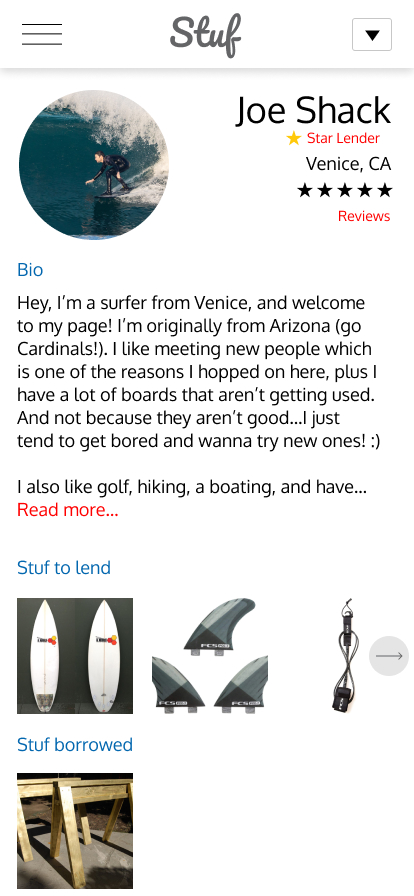 Stuf
Joe Shack
Star Lender
Venice, CA
★★★★★
Reviews
Bio
Hey, I’m a surfer from Venice, and welcome
to my page! I’m originally from Arizona (go
Cardinals!). I like meeting new people which
is one of the reasons I hopped on here, plus I
have a lot of boards that aren’t getting used.
And not because they aren’t good...I just
tend to get bored and wanna try new ones! :)
I also like golf, hiking, a boating, and have...
Read more...
Stuf to lend
FCS
FCS
FCS
Stuf borrowed